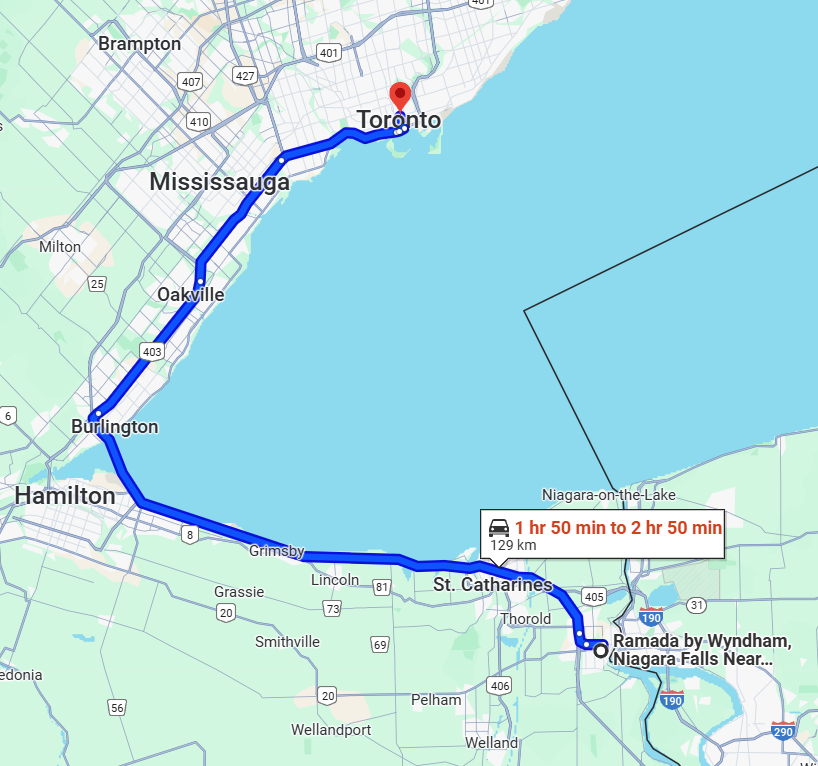 401
Brampton
401
427
407
410
Toronto
Mississauga
Milton
25
Oakville
403
6
Burlington
Hamilton
Niagara-on-the-Lake
1 hr 50 min to 2 hr 50 min
129 km
8
Grimsby
Lincoln
81
St. Catharines
Grassie
20
73
405
31
190
Thorold
Smithville
69
Ramada by Wyndham,
Niagara Falls Near...
edonia
406
20
Pelham
190
56
Wellandport
Welland
290